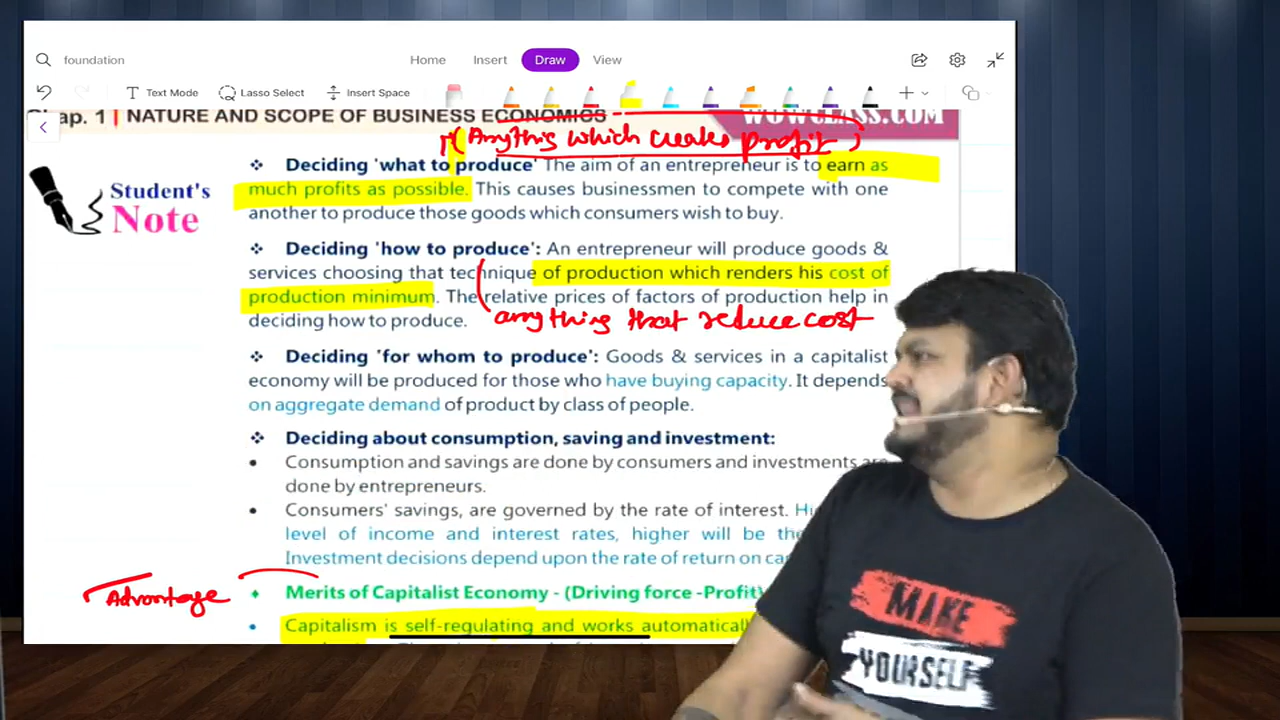 foundation
Home Insert Draw View
Text Mode Lasso Select Insert Space
ap. 1 | NATURE AND SCOPE OF BUSINESS ECONOMICS WOWCLASS.COM
(Anything which creates profit)
Student's
Note
❖ Deciding 'what to produce' The aim of an entrepreneur is to earn as
much profits as possible. This causes businessmen to compete with one
another to produce those goods which consumers wish to buy.
❖ Deciding 'how to produce': An entrepreneur will produce goods &
services choosing that technique of production which renders his cost of
production minimum. The relative prices of factors of production help in
deciding how to produce.
anything that reduce cost
❖ Deciding 'for whom to produce': Goods & services in a capitalist
economy will be produced for those who have buying capacity. It depends
on aggregate demand of product by class of people.
❖ Deciding about consumption, saving and investment:
• Consumption and savings are done by consumers and investments are
done by entrepreneurs.
• Consumers' savings, are governed by the rate of interest.
level of income and interest rates, higher will be the
Investment decisions depend upon the rate of return on
Advantage
♦ Merits of Capitalist Economy - (Driving force -Profit)
• Capitalism is self-regulating and works automatically
MAKE
YOURSELF